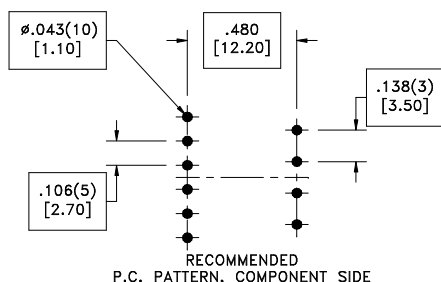 ø.043(10)
[1.10]
.480
[12.20]
.138(3)
[3.50]
.106(5)
[2.70]
RECOMMENDED
P.C. PATTERN, COMPONENT SIDE